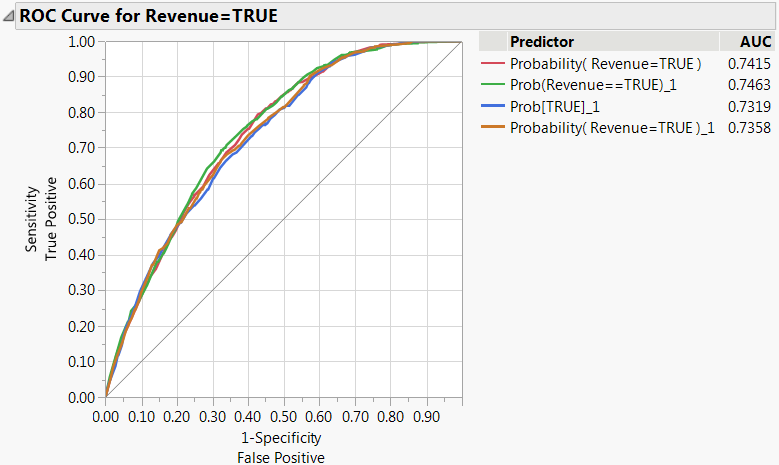 ROC Curve for Revenue=TRUE
Predictor AUC
Probability( Revenue=TRUE ) 0.7415
Prob(Revenue==TRUE)_1 0.7463
Prob[TRUE]_1 0.7319
Probability( Revenue=TRUE )_1 0.7358
Sensitivity
True Positive
1.00
0.90
0.80
0.70
0.60
0.50
0.40
0.30
0.20
0.10
0.00
0.00 0.10 0.20 0.30 0.40 0.50 0.60 0.70 0.80 0.90
1-Specificity
False Positive